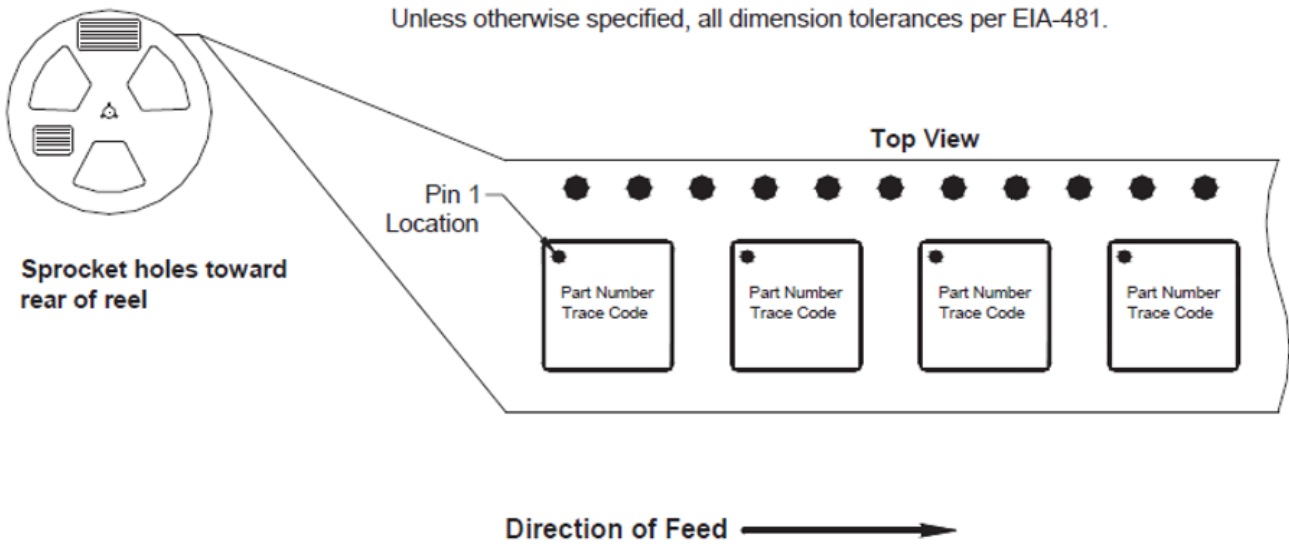 Unless otherwise specified, all dimension tolerances per EIA-481.
Top View
Pin 1
Location
Sprocket holes toward
rear of reel
Part Number
Trace Code
Part Number
Trace Code
Part Number
Trace Code
Part Number
Trace Code
Direction of Feed